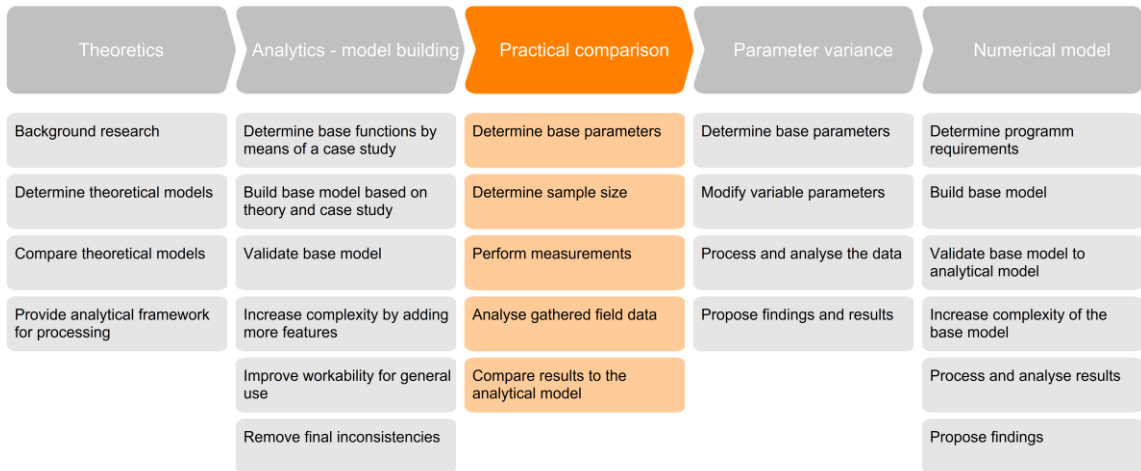 Theoretics
Analytics - model building
Practical comparison
Parameter variance
Numerical model
Background research
Determine theoretical models
Compare theoretical models
Provide analytical framework
for processing
Determine base functions by
means of a case study
Build base model based on
theory and case study
Validate base model
Increase complexity by adding
more features
Improve workability for general
use
Remove final inconsistencies
Determine base parameters
Determine sample size
Perform measurements
Analyse gathered field data
Compare results to the
analytical model
Determine base parameters
Modify variable parameters
Process and analyse the data
Propose findings and results
Determine programm
requirements
Build base model
Validate base model to
analytical model
Increase complexity of the
base model
Process and analyse results
Propose findings